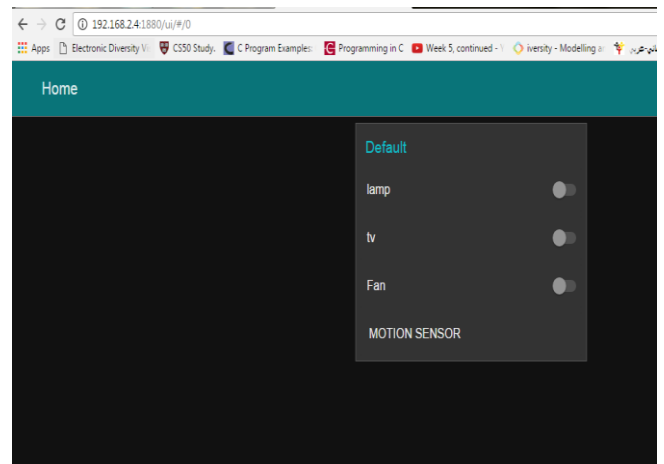 192.168.2.4:1880/ui/#/0
Apps Electronic Diversity CS50 Study. C Program Examples: Programming in C Week 5, continued - iversity - Modelling
Home
Default
lamp
tv
Fan
MOTION SENSOR